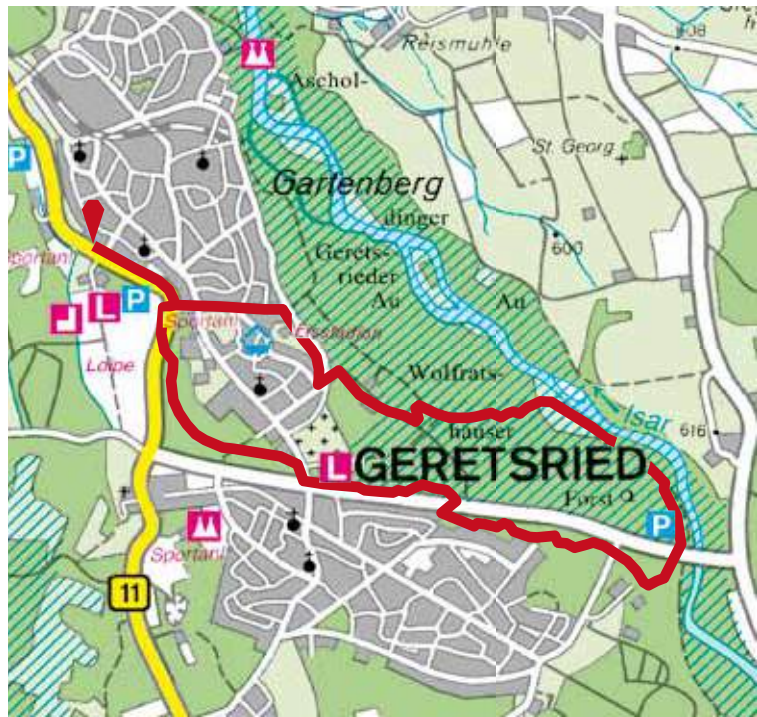 Reismühle
Aschol-
St. Georg
Gartenberg
dinger
600
Gerets-
rieder
Au
Au
P
P
L
Sportanl
Eisstadion
Loipe
Wolfrats-
Isar
hauser
616
L
GERETSRIED
Forst
P
Sportanl
11